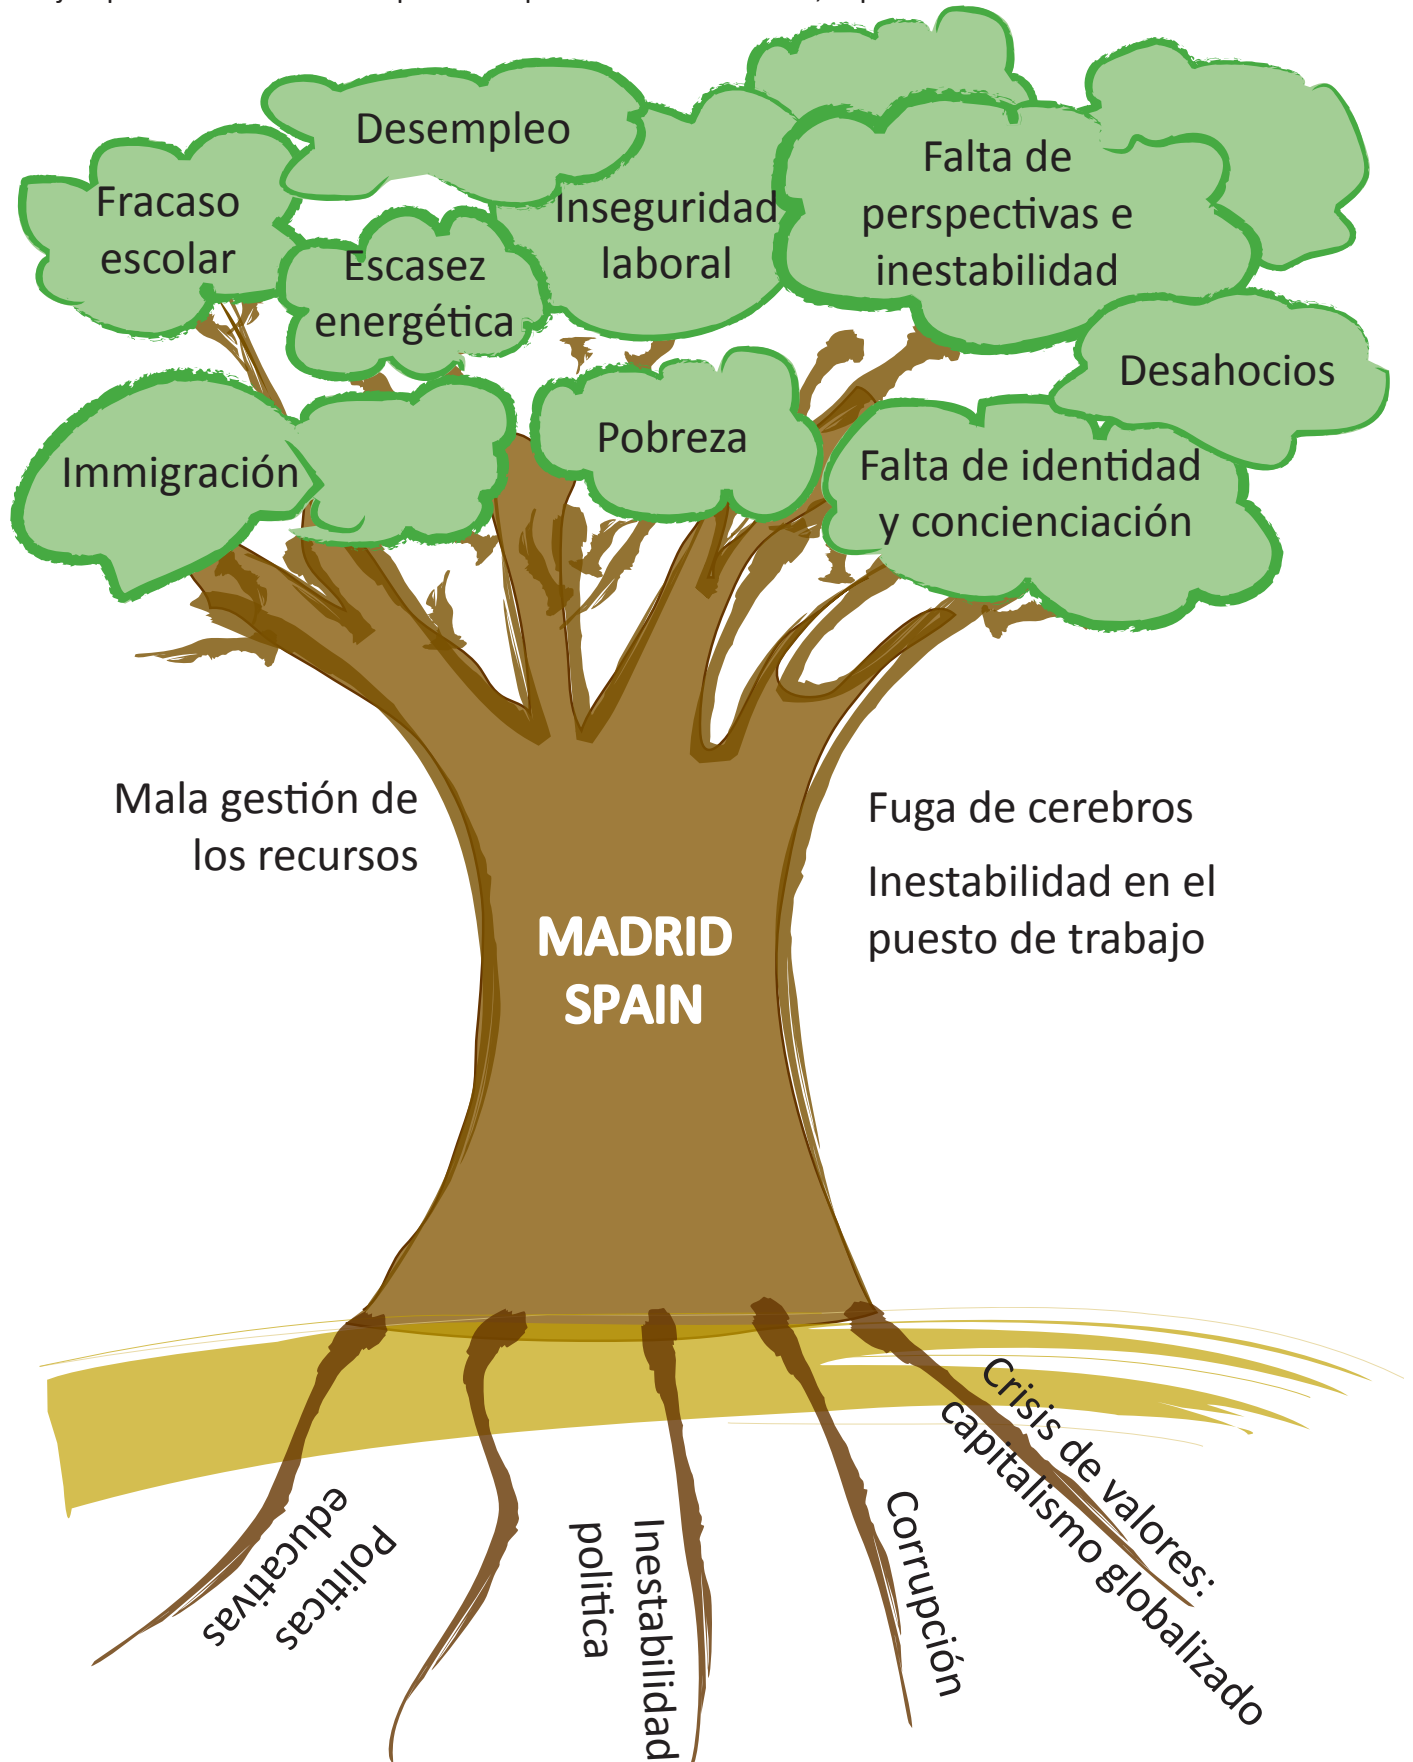 Desempleo
Fracaso
escolar
Inseguridad
laboral
Falta de
perspectivas e
inestabilidad
Escasez
energética
Desahocios
Immigración
Pobreza
Falta de identidad
y concienciación
Mala gestión de
los recursos
Fuga de cerebros
Inestabilidad en el
puesto de trabajo
MADRID
SPAIN
Politicas
educativas
Inestabilidad
politica
Corrupción
Crisis de valores:
capitalismo globalizado